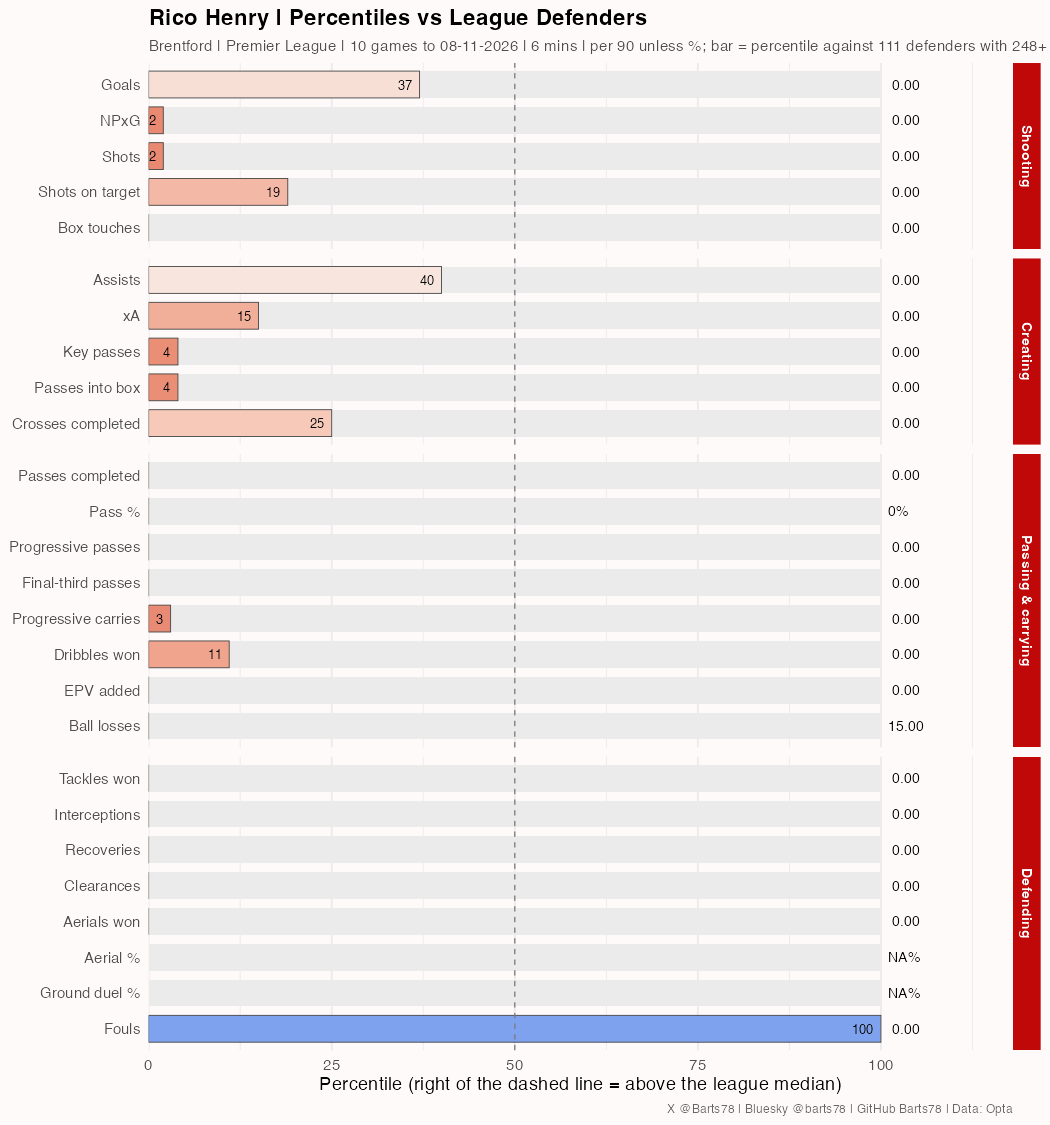 Rico Henry | Percentiles vs League Defenders
Brentford | Premier League | 10 games to 08-11-2026 | 6 mins | per 90 unless %; bar = percentile against 111 defenders with 248+
Goals 37 0.00
NPxG 2 0.00
Shots 2 0.00
Shots on target 19 0.00
Box touches 0.00
Shooting
Assists 40 0.00
xA 15 0.00
Key passes 4 0.00
Passes into box 4 0.00
Crosses completed 25 0.00
Creating
Passes completed 0.00
Pass % 0%
Progressive passes 0.00
Final-third passes 0.00
Progressive carries 3 0.00
Dribbles won 11 0.00
EPV added 0.00
Ball losses 15.00
Passing & carrying
Tackles won 0.00
Interceptions 0.00
Recoveries 0.00
Clearances 0.00
Aerials won 0.00
Aerial % NA%
Ground duel % NA%
Fouls 100 0.00
Defending
0 25 50 75 100
Percentile (right of the dashed line = above the league median)
X @Barts78 | Bluesky @barts78 | GitHub Barts78 | Data: Opta